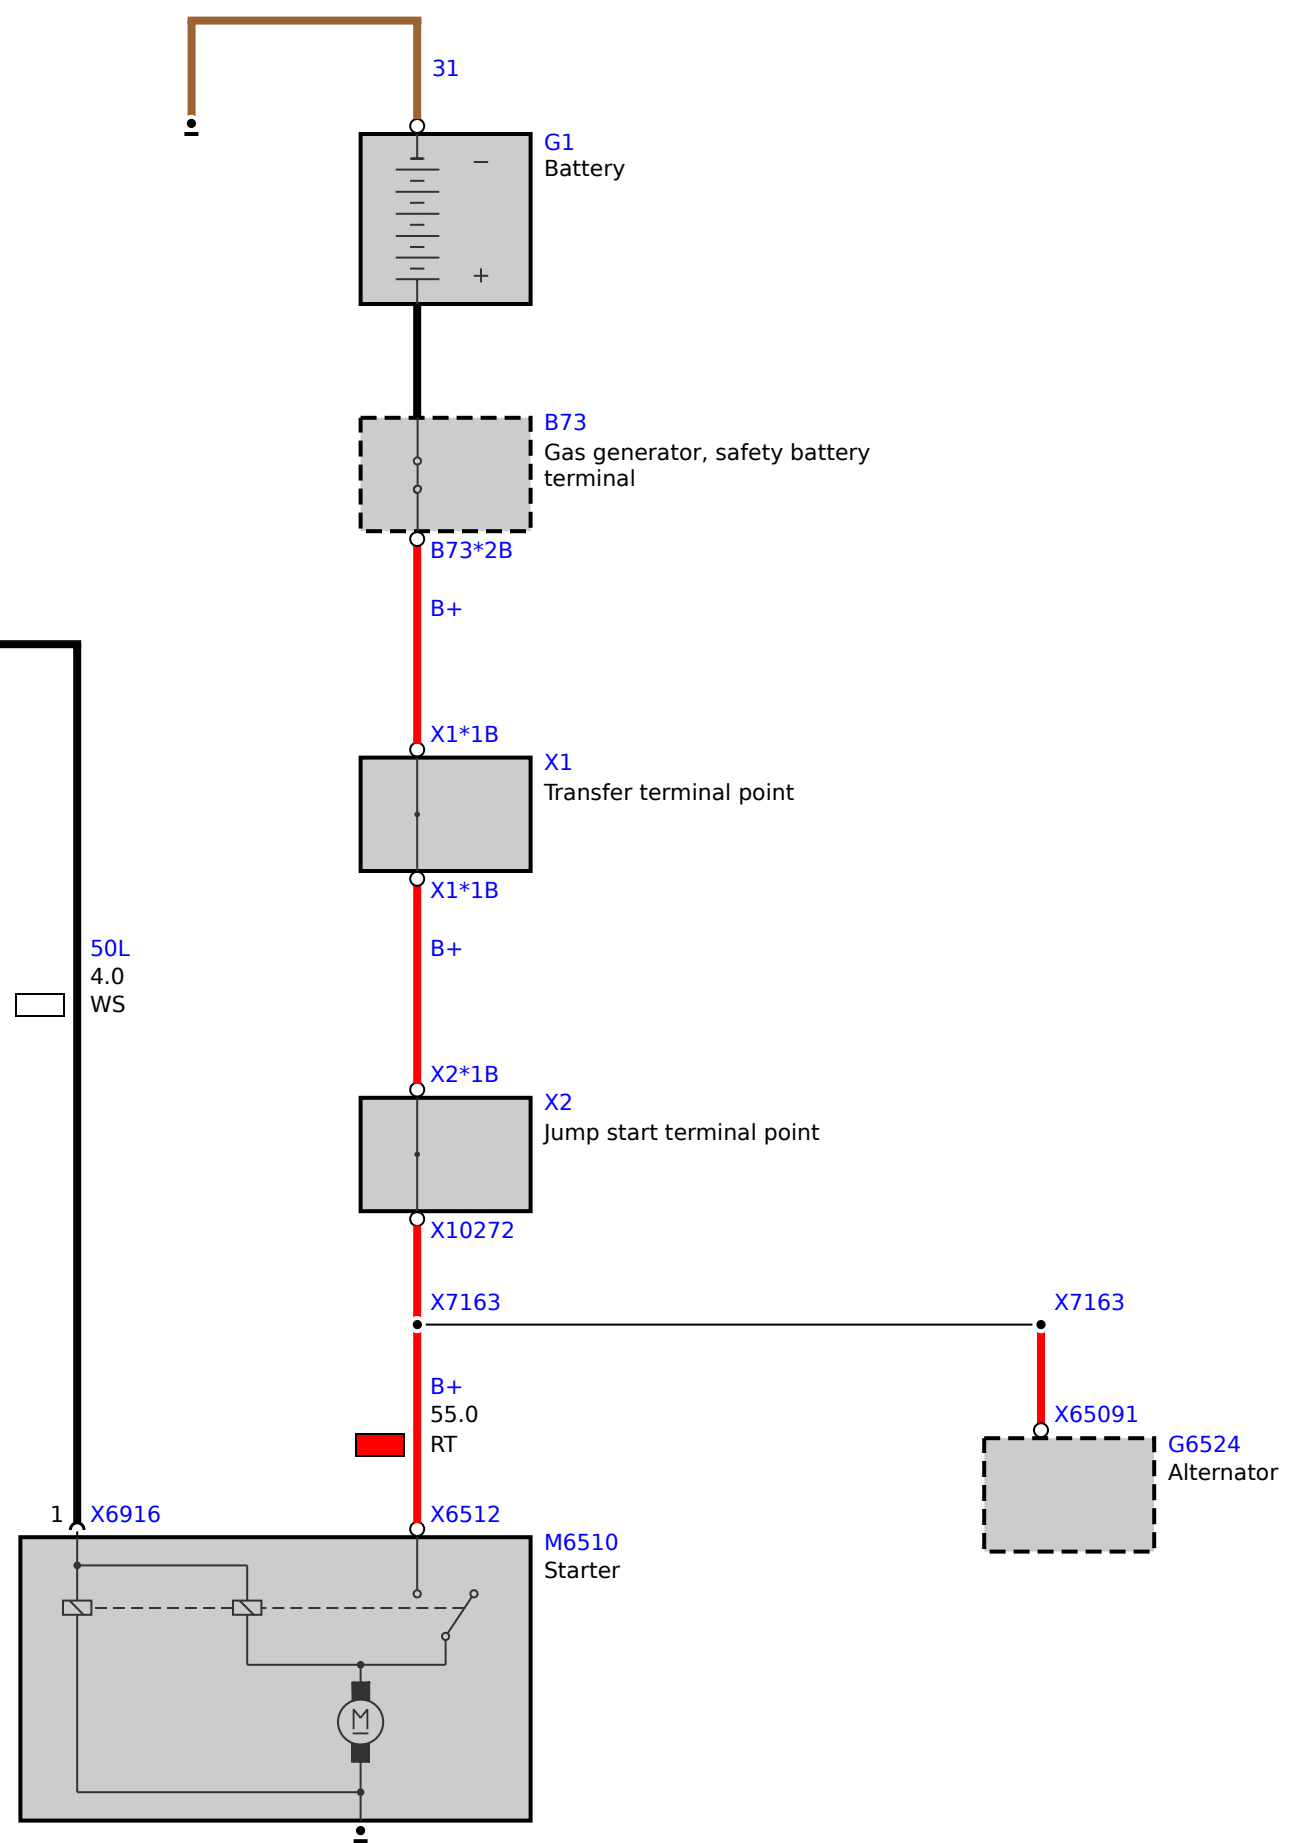 31
G1
Battery
−
+
B73
Gas generator, safety battery
terminal
B73*2B
B+
X1*1B
X1
Transfer terminal point
X1*1B
50L
B+
4.0
WS
X2*1B
X2
Jump start terminal point
X10272
X7163
X7163
B+
55.0
X65091
RT
G6524
Alternator
1 X6916
X6512
M6510
Starter
M